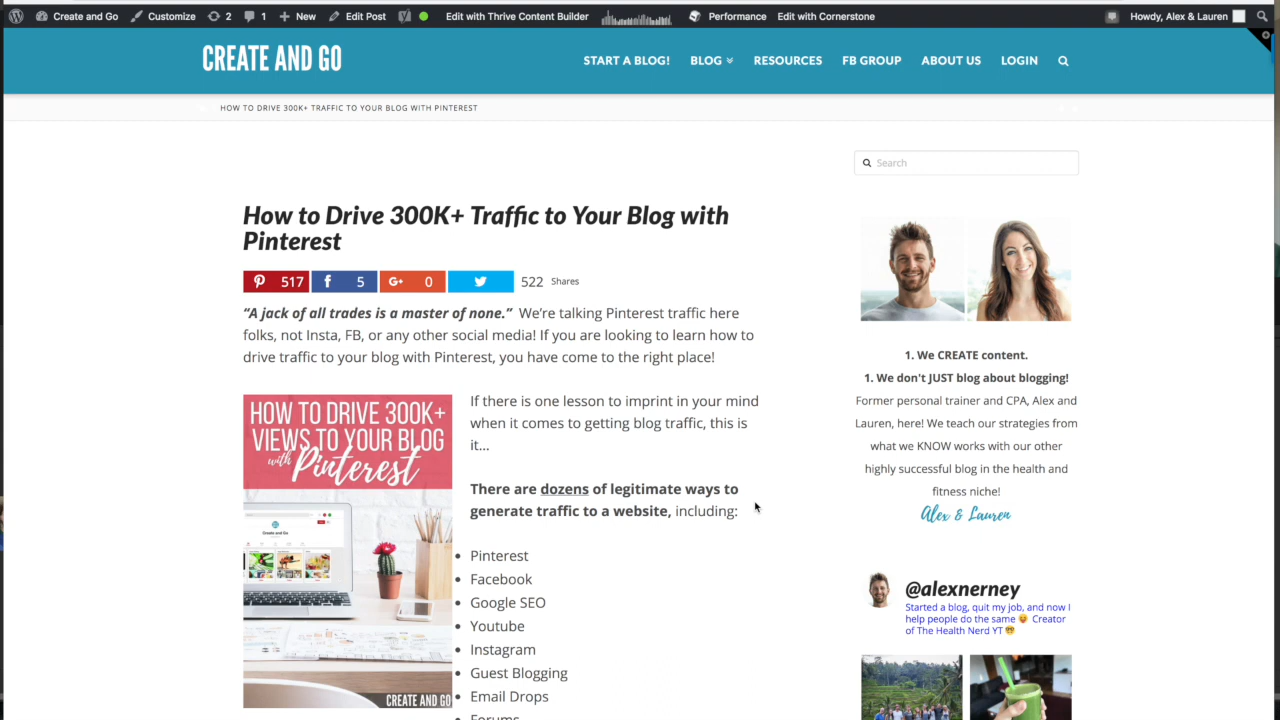 Create and Go Customize 2 1 New Edit Post Edit with Thrive Content Builder Performance Edit with Cornerstone Howdy, Alex & Lauren
CREATE AND GO START A BLOG! BLOG RESOURCES FB GROUP ABOUT US LOGIN
HOW TO DRIVE 300K+ TRAFFIC TO YOUR BLOG WITH PINTEREST
Search
How to Drive 300K+ Traffic to Your Blog with
Pinterest
517 5 G+ 0 522 Shares
“A jack of all trades is a master of none.” We’re talking Pinterest traffic here
folks, not Insta, FB, or any other social media! If you are looking to learn how to
drive traffic to your blog with Pinterest, you have come to the right place!
HOW TO DRIVE 300K+
VIEWS TO YOUR BLOG
with Pinterest
Create and Go
CREATE AND GO
If there is one lesson to imprint in your mind
when it comes to getting blog traffic, this is
it...
There are dozens of legitimate ways to
generate traffic to a website, including:
Pinterest
Facebook
Google SEO
Youtube
Instagram
Guest Blogging
Email Drops
Forums
1. We CREATE content.
1. We don't JUST blog about blogging!
Former personal trainer and CPA, Alex and
Lauren, here! We teach our strategies from
what we KNOW works with our other
highly successful blog in the health and
fitness niche!
Alex & Lauren
@alexnerney
Started a blog, quit my job, and now I
help people do the same 😛 Creator
of The Health Nerd YT 🤓